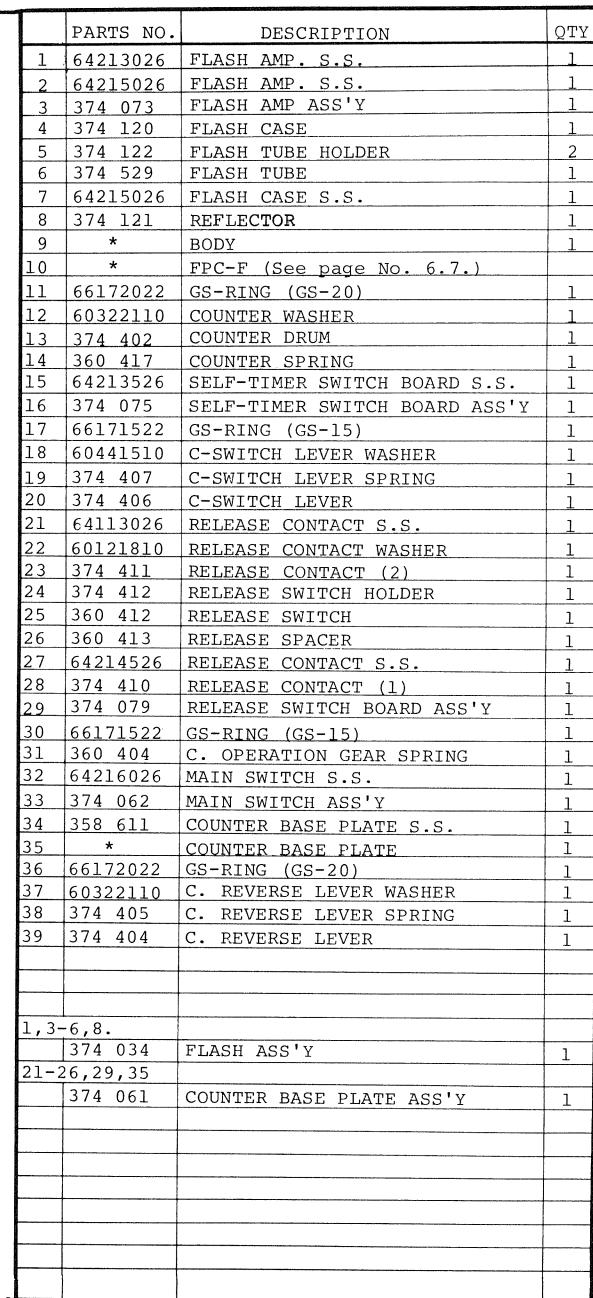 PARTS NO. DESCRIPTION QTY
1 64213026 FLASH AMP. S.S. 1
2 64215026 FLASH AMP. S.S. 1
3 374 073 FLASH AMP ASS'Y 1
4 374 120 FLASH CASE 1
5 374 122 FLASH TUBE HOLDER 2
6 374 529 FLASH TUBE 1
7 64215026 FLASH CASE S.S. 1
8 374 121 REFLECTOR 1
9 * BODY 1
10 * FPC-F (See page No. 6.7.)
11 66172022 GS-RING (GS-20) 1
12 60322110 COUNTER WASHER 1
13 374 402 COUNTER DRUM 1
14 360 417 COUNTER SPRING 1
15 64213526 SELF-TIMER SWITCH BOARD S.S. 1
16 374 075 SELF-TIMER SWITCH BOARD ASS'Y 1
17 66171522 GS-RING (GS-15) 1
18 60441510 C-SWITCH LEVER WASHER 1
19 374 407 C-SWITCH LEVER SPRING 1
20 374 406 C-SWITCH LEVER 1
21 64113026 RELEASE CONTACT S.S. 1
22 60121810 RELEASE CONTACT WASHER 1
23 374 411 RELEASE CONTACT (2) 1
24 374 412 RELEASE SWITCH HOLDER 1
25 360 412 RELEASE SWITCH 1
26 360 413 RELEASE SPACER 1
27 64214526 RELEASE CONTACT S.S. 1
28 374 410 RELEASE CONTACT (1) 1
29 374 079 RELEASE SWITCH BOARD ASS'Y 1
30 66171522 GS-RING (GS-15) 1
31 360 404 C. OPERATION GEAR SPRING 1
32 64216026 MAIN SWITCH S.S. 1
33 374 062 MAIN SWITCH ASS'Y 1
34 358 611 COUNTER BASE PLATE S.S. 1
35 * COUNTER BASE PLATE 1
36 66172022 GS-RING (GS-20) 1
37 60322110 C. REVERSE LEVER WASHER 1
38 374 405 C. REVERSE LEVER SPRING 1
39 374 404 C. REVERSE LEVER 1
1,3-6,8.
374 034 FLASH ASS'Y 1
21-26,29,35
374 061 COUNTER BASE PLATE ASS'Y 1